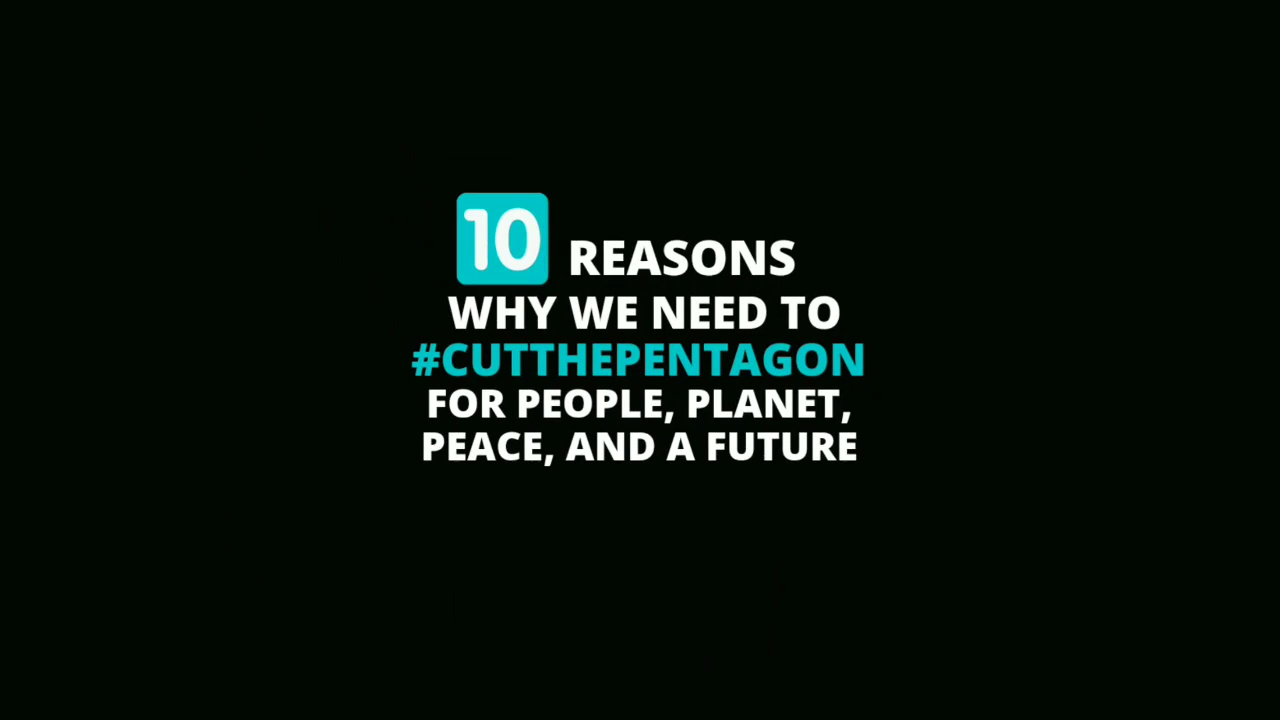 10 REASONS
WHY WE NEED TO
#CUTTHEPENTAGON
FOR PEOPLE, PLANET,
PEACE, AND A FUTURE